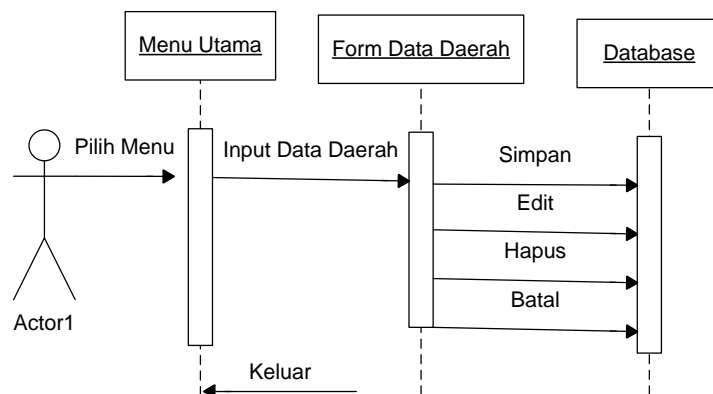 Menu Utama
Form Data Daerah
Database
Pilih Menu
Input Data Daerah
Simpan
Edit
Hapus
Batal
Actor1
Keluar